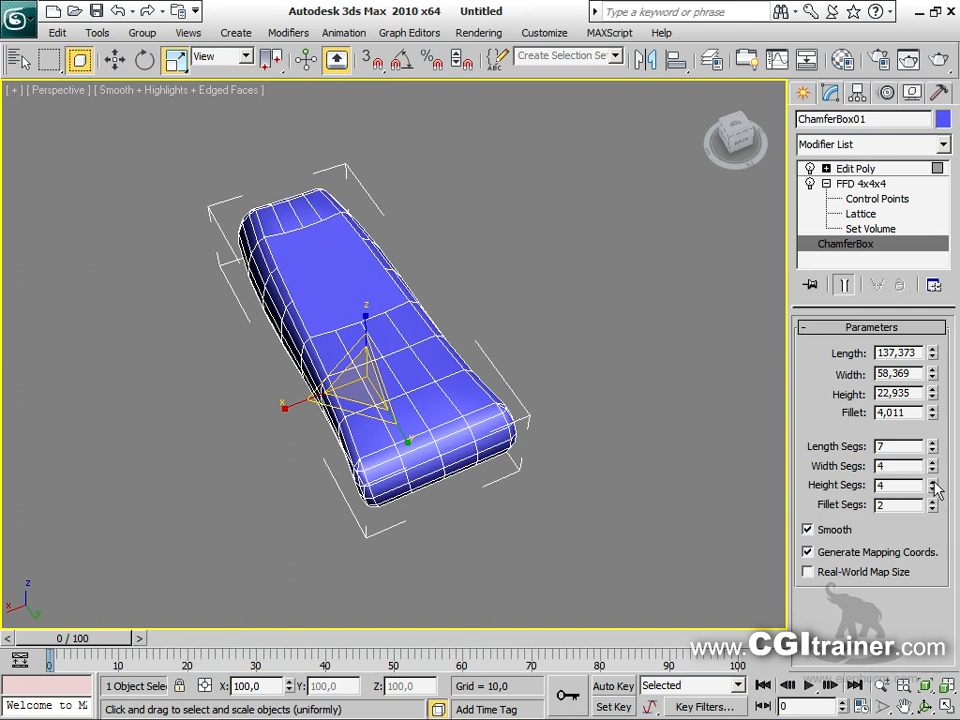 Autodesk 3ds Max 2010 x64 Untitled
Type a keyword or phrase
Edit Tools Group Views Create Modifiers Animation Graph Editors Rendering Customize MAXScript Help
View
3
Create Selection Se
[ + ] [ Perspective ] [ Smooth + Highlights + Edged Faces ]
ChamferBox01
Modifier List
Edit Poly
FFD 4x4x4
Control Points
Lattice
Set Volume
ChamferBox
Parameters
Length: 137,373
Width: 58,369
Height: 22,935
Fillet: 4,011
Length Segs: 7
Width Segs: 4
Height Segs: 4
Fillet Segs: 2
Smooth
Generate Mapping Coords.
Real-World Map Size
z
x
z
x
y
www.CGItrainer.com
< 0 / 100 >
0 10 20 30 40 50 60 70 80 90 100
1 Object Selec X: 100,0 Y: 100,0 Z: 100,0 Grid = 10,0
Auto Key Selected
Welcome to M
Click and drag to select and scale objects (uniformly)
Add Time Tag
Set Key Key Filters... 0